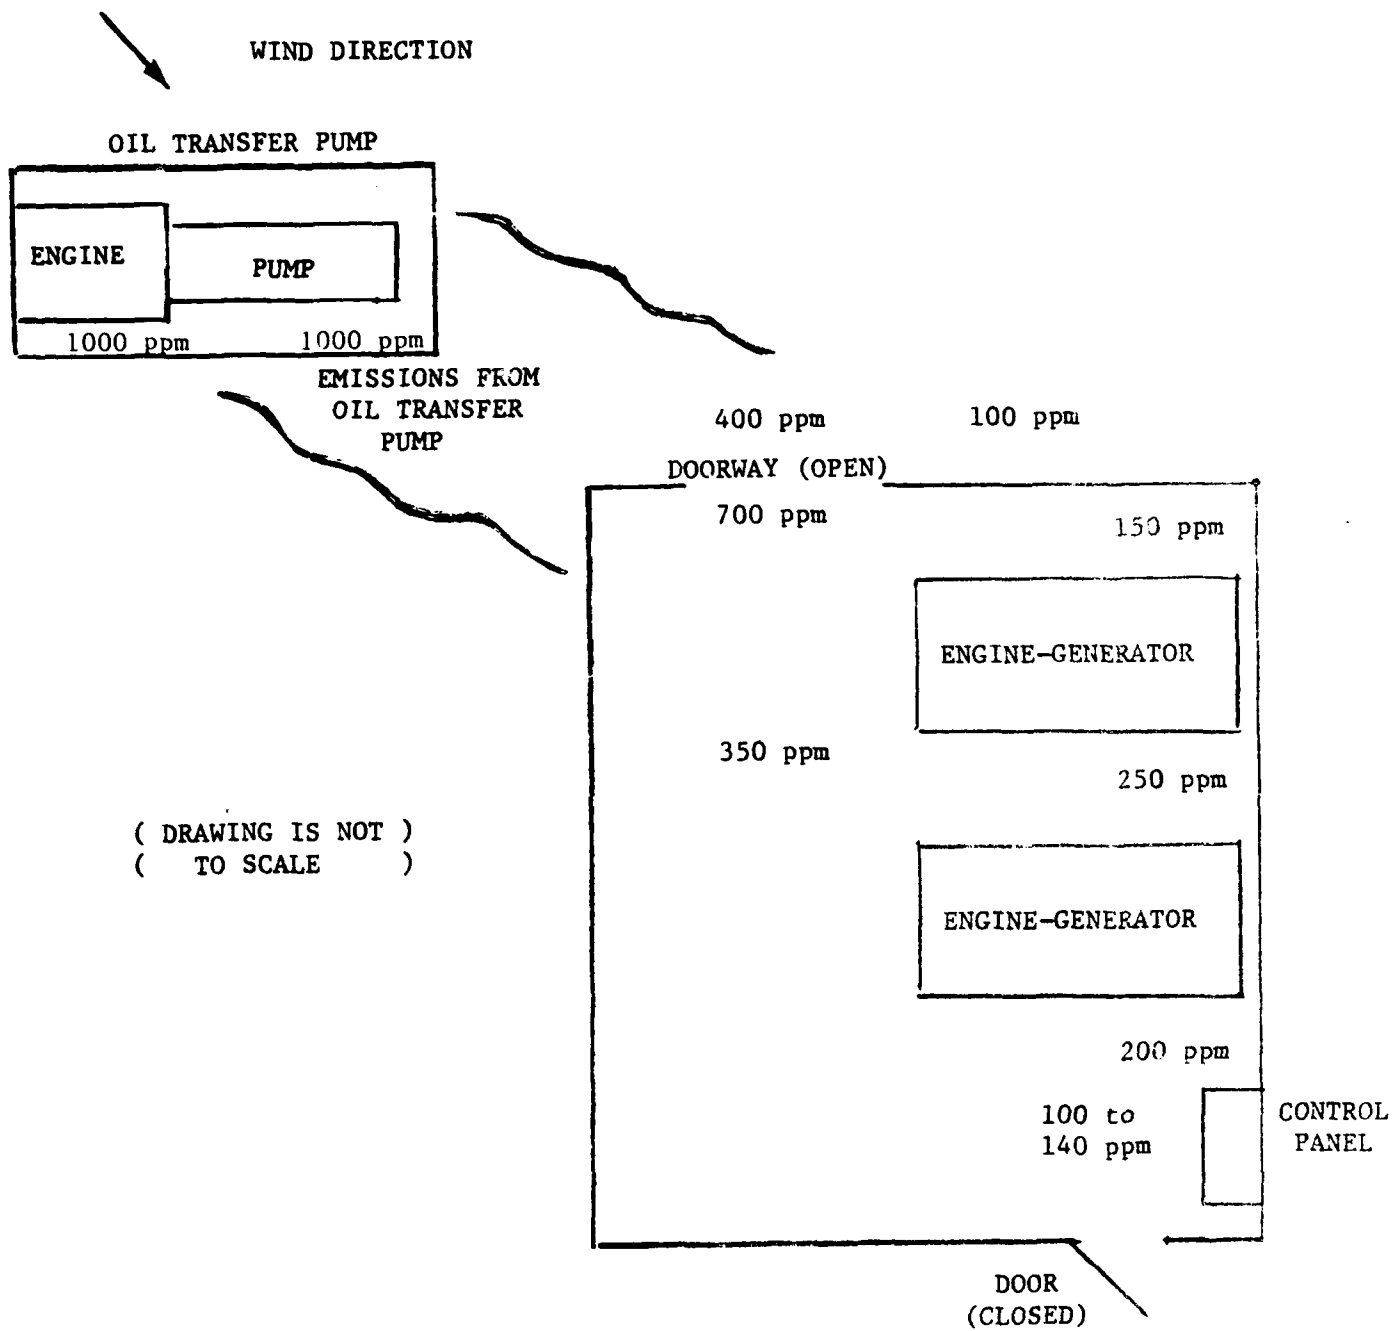 WIND DIRECTION
OIL TRANSFER PUMP
ENGINE
PUMP
1000 ppm 1000 ppm
EMISSIONS FROM
OIL TRANSFER
PUMP
400 ppm 100 ppm
DOORWAY (OPEN)
700 ppm
150 ppm
ENGINE-GENERATOR
350 ppm
250 ppm
( DRAWING IS NOT )
( TO SCALE )
ENGINE-GENERATOR
200 ppm
100 to
140 ppm
CONTROL
PANEL
DOOR
(CLOSED)